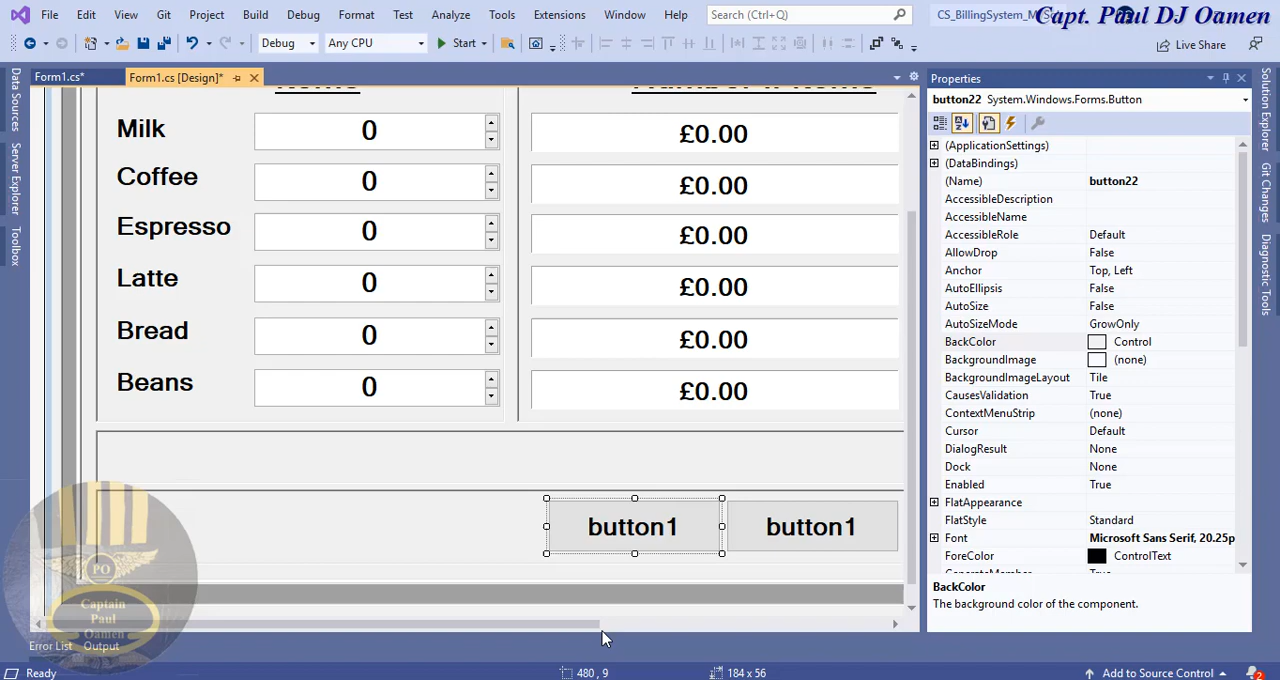 File Edit View Git Project Build Debug Format Test Analyze Tools Extensions Window Help Search (Ctrl+Q)
Capt. Paul DJ Oamen
Debug Any CPU Start Live Share
Form1.cs* Form1.cs [Design]* Properties
button22 System.Windows.Forms.Button
Data Sources
Server Explorer
Toolbox
Milk 0 £0.00
Coffee 0 £0.00
Espresso 0 £0.00
Latte 0 £0.00
Bread 0 £0.00
Beans 0 £0.00
button1 button1
(ApplicationSettings)
(DataBindings)
(Name) button22
AccessibleDescription
AccessibleName
AccessibleRole Default
AllowDrop False
Anchor Top, Left
AutoEllipsis False
AutoSize False
AutoSizeMode GrowOnly
BackColor Control
BackgroundImage (none)
BackgroundImageLayout Tile
CausesValidation True
ContextMenuStrip (none)
Cursor Default
DialogResult None
Dock None
Enabled True
FlatAppearance
FlatStyle Standard
Font Microsoft Sans Serif, 20.25p
ForeColor ControlText
BackColor
The background color of the component.
Solution Explorer
Git Changes
Diagnostic Tools
PO
Captain
Paul
Oamen
Error List Output
Ready 480 , 9 184 x 56 Add to Source Control 2